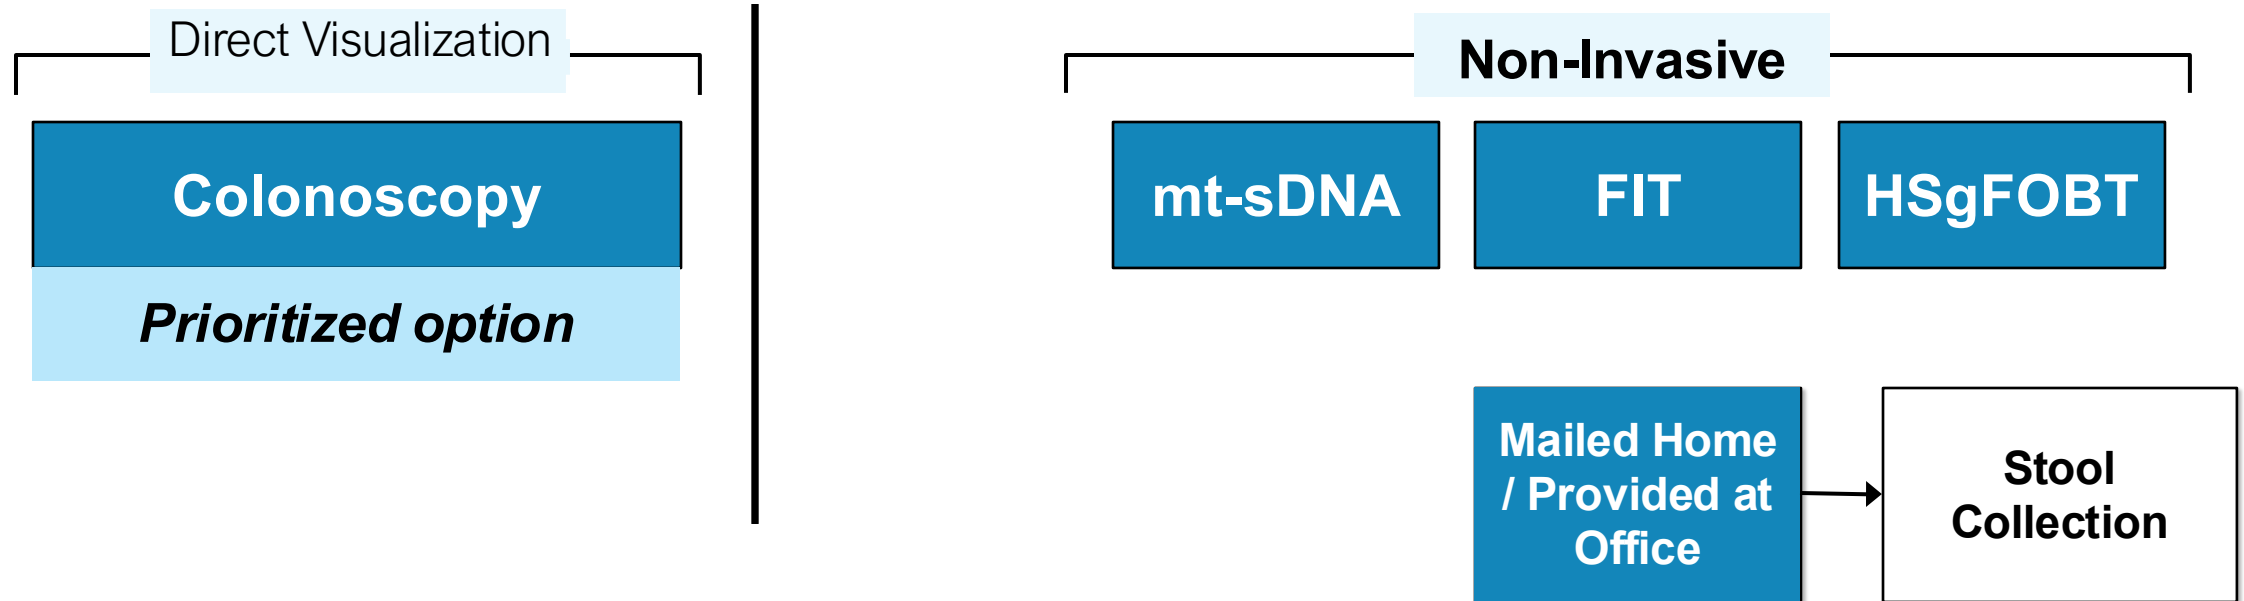 Direct Visualization
Non-Invasive
Colonoscopy
mt-sDNA
FIT
HSgFOBT
Prioritized option
Mailed Home
/ Provided at
Office
Stool
Collection